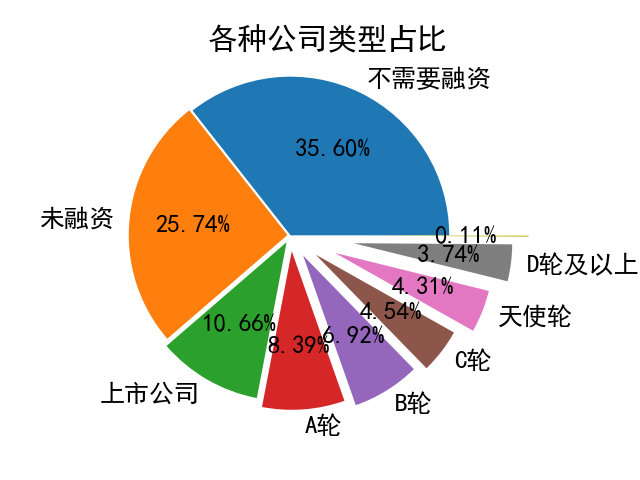 各种公司类型占比
不需要融资
35.60%
未融资
25.74%
上市公司
10.66%
A轮
8.39%
B轮
6.92%
C轮
4.54%
天使轮
4.31%
D轮及以上
3.74%
0.11%